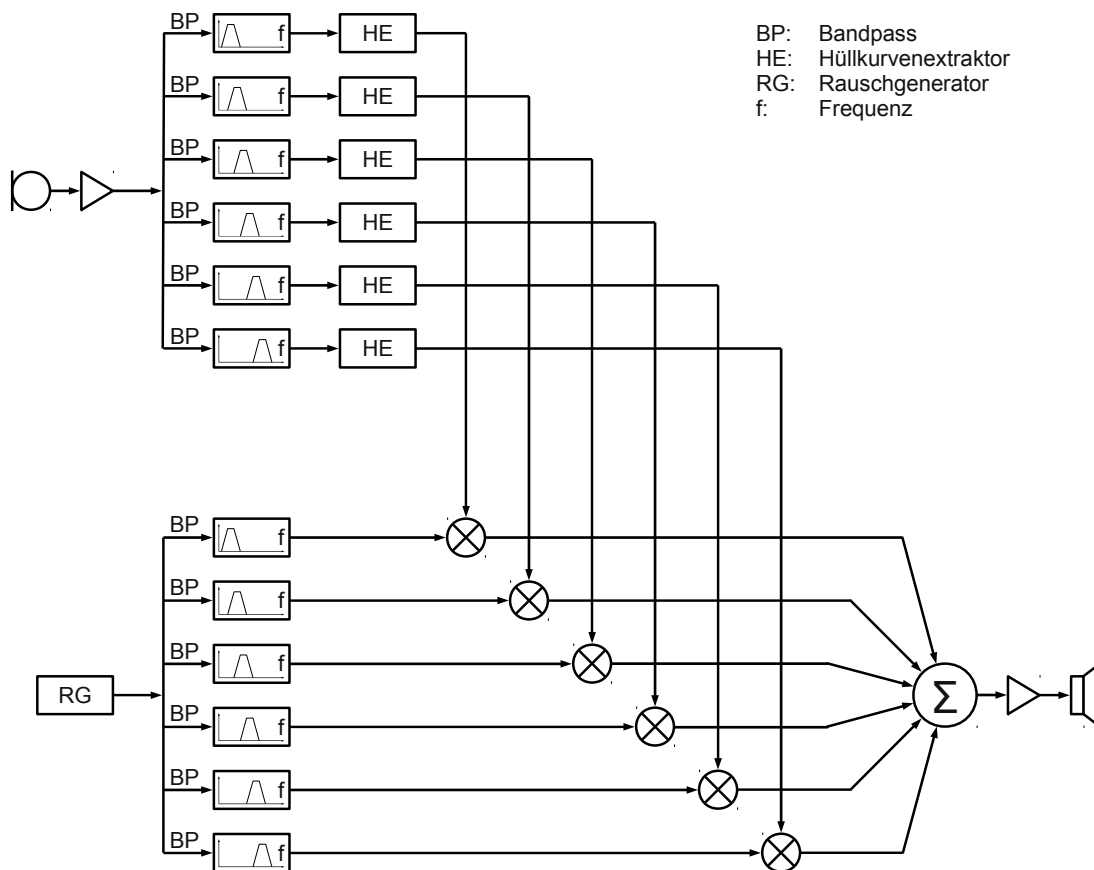 BP f HE
BP f HE
BP f HE
BP f HE
BP f HE
BP f HE
BP: Bandpass
HE: Hüllkurvenextraktor
RG: Rauschgenerator
f: Frequenz
BP f
BP f
BP f
RG
BP f
BP f
BP f
Σ